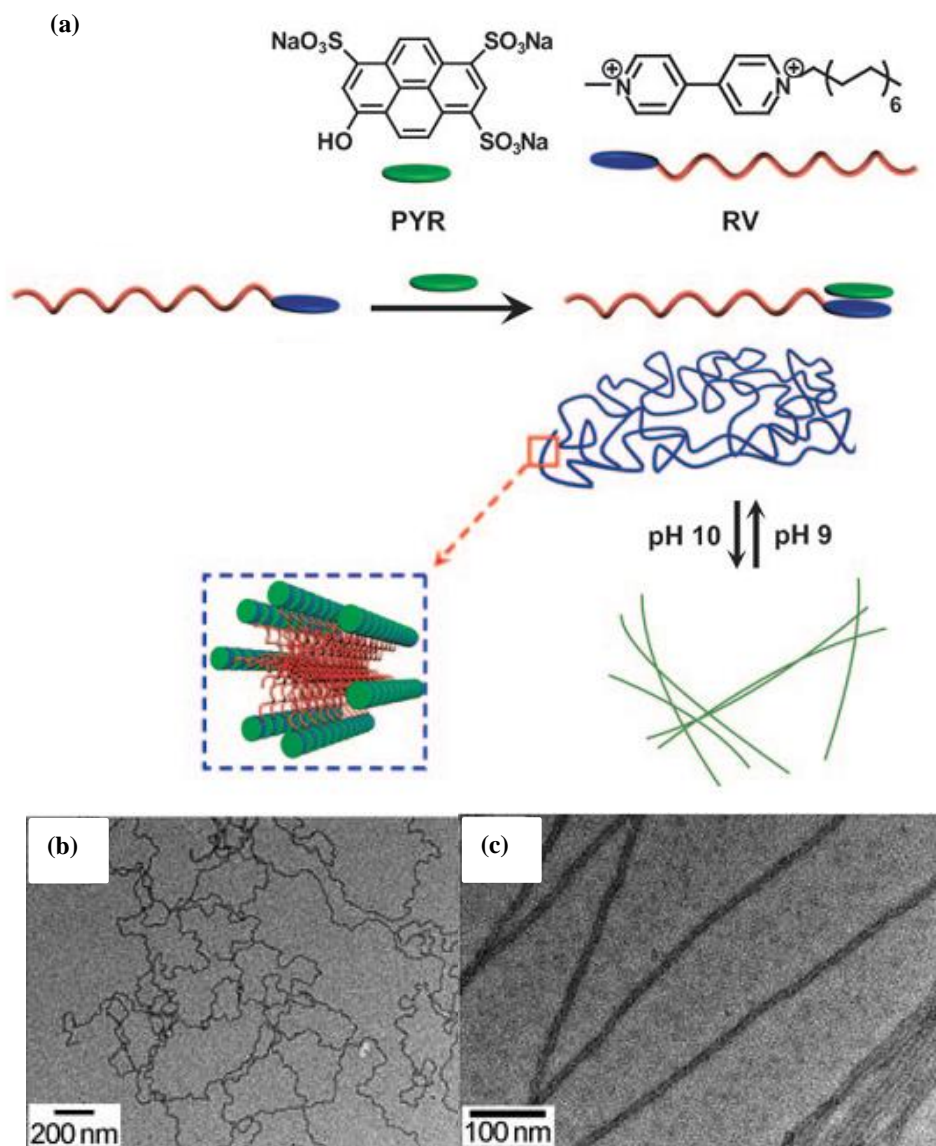 (a)
NaO₃S
SO₃Na
HO
SO₃Na
N
⊕
⊕
N
6
PYR
RV
pH 10
pH 9
(b)
(c)
200 nm
100 nm